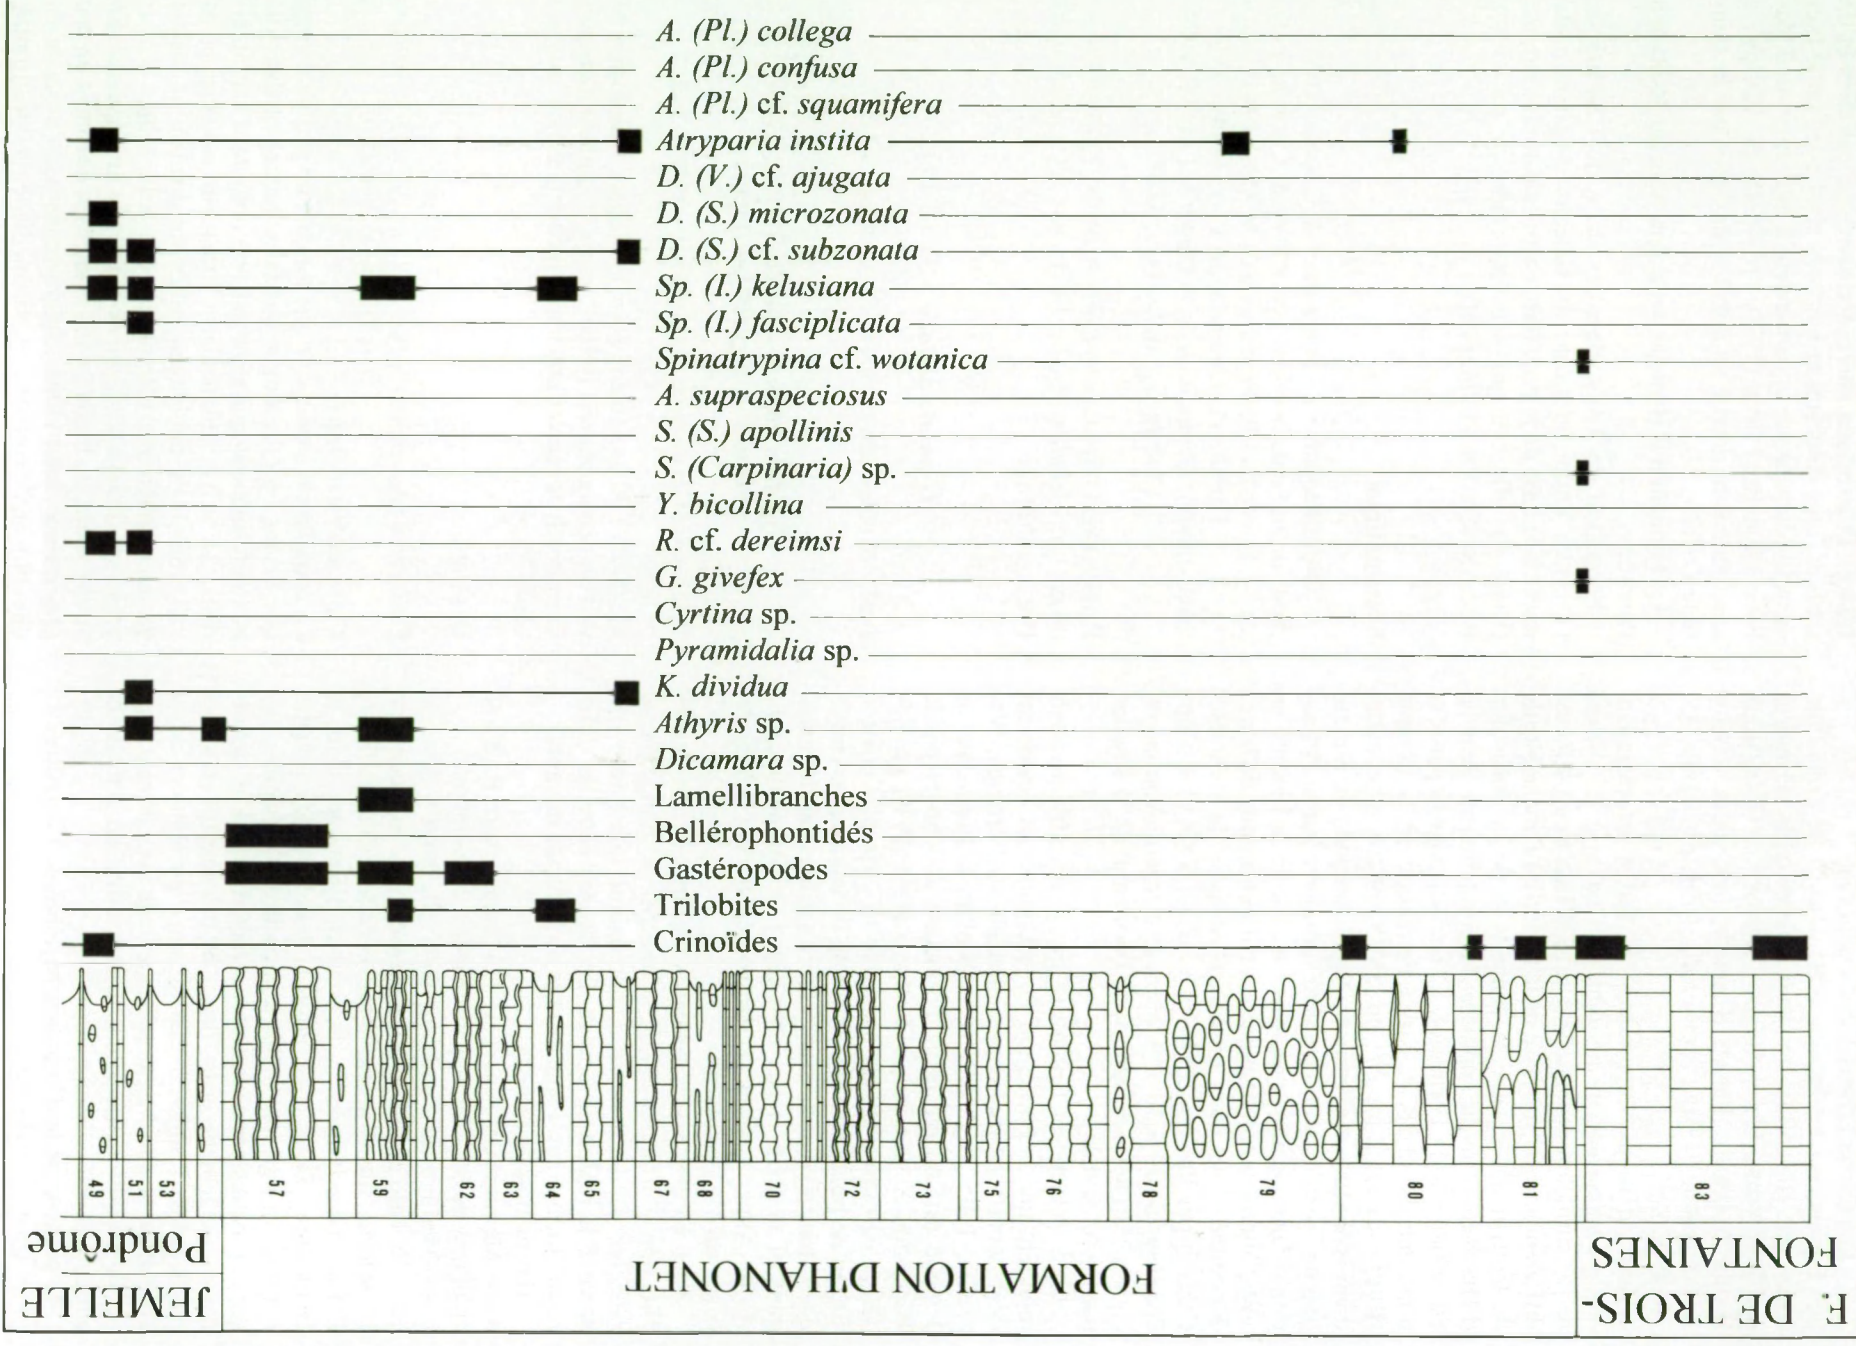 A. (Pl.) collega
A. (Pl.) confusa
A. (Pl.) cf. squamifera
Atryparia instita
D. (V.) cf. ajugata
D. (S.) microzonata
D. (S.) cf. subzonata
Sp. (I.) kelusiana
Sp. (I.) fasciplicata
Spinatrypina cf. wotanica
A. supraspeciosus
S. (S.) apollinis
S. (Carpinaria) sp.
Y. bicollina
R. cf. dereimsi
G. givefex
Cyrtina sp.
Pyramidalia sp.
K. dividua
Athyris sp.
Dicamara sp.
Lamellibranches
Bellérophontidés
Gastéropodes
Trilobites
Crinoïdes
49 51 53 57 59 62 63 64 65 67 68 70 72 73 75 76 78 79 80 81 83
JEMELLE
Pondrôme
FORMATION D'HANONET
F. DE TROIS-
FONTAINES